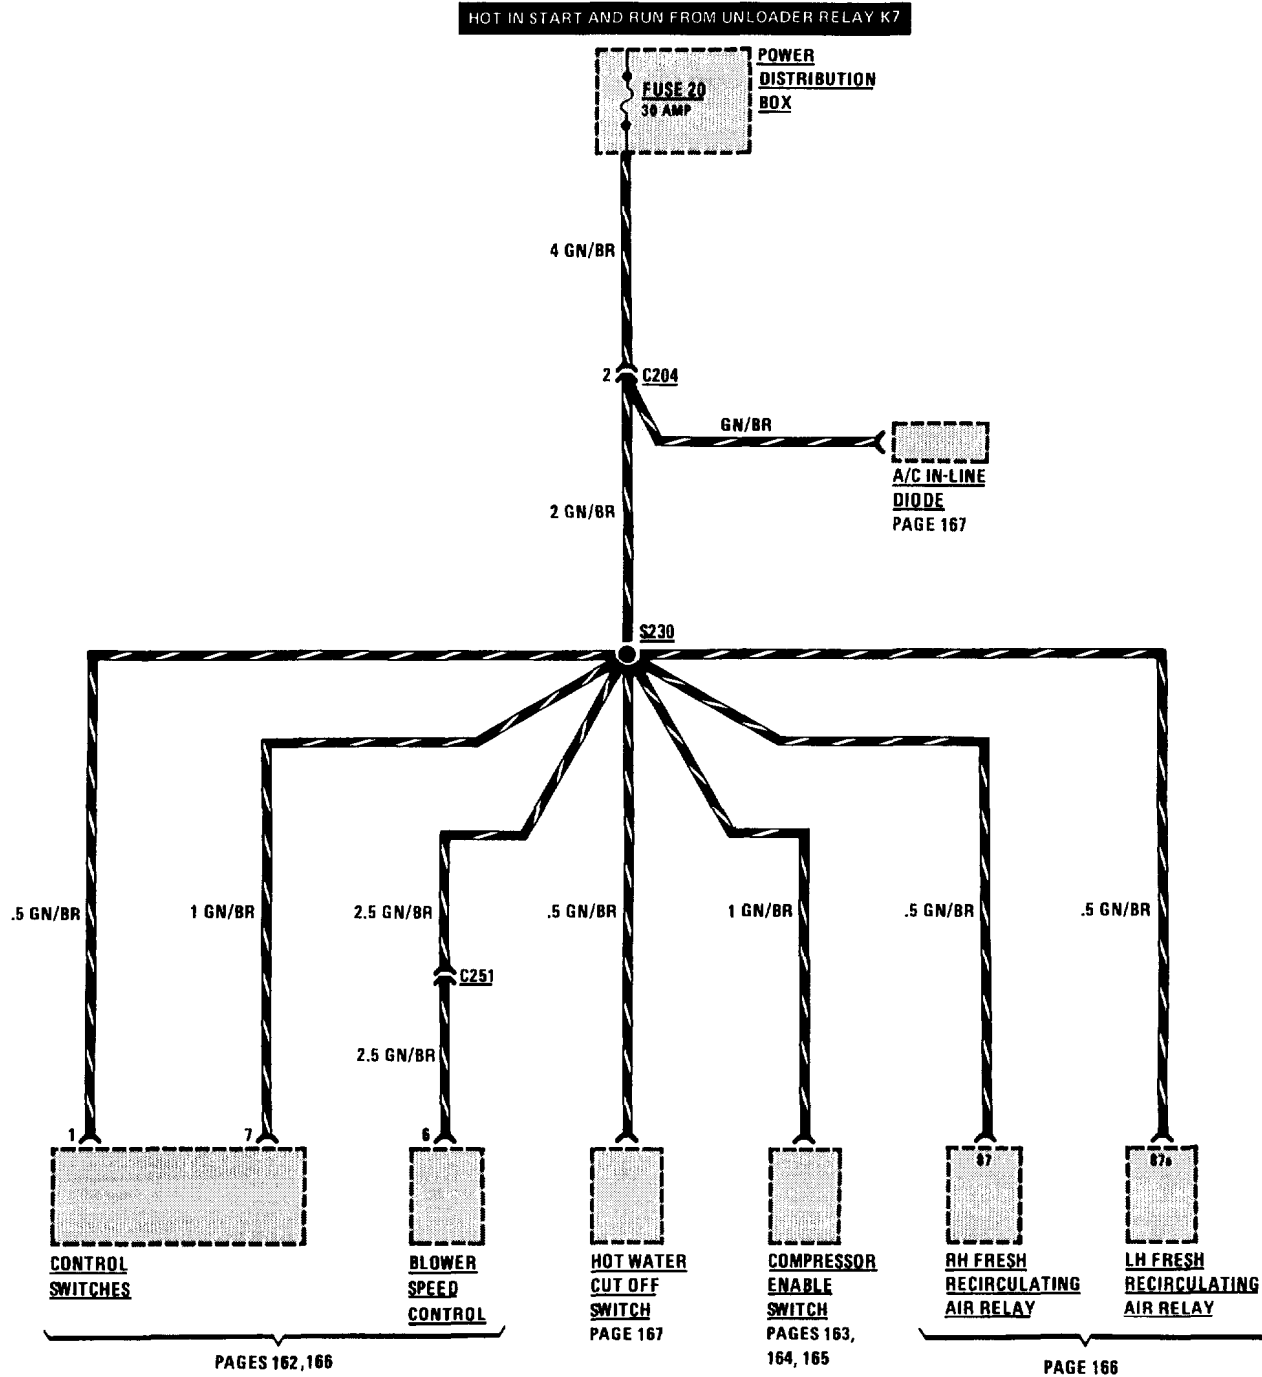 HOT IN START AND RUN FROM UNLOADER RELAY K7
POWER
DISTRIBUTION
BOX
FUSE 20
30 AMP
4 GN/BR
2
C204
GN/BR
A/C IN-LINE
DIODE
PAGE 167
2 GN/BR
S230
.5 GN/BR
1 GN/BR
2.5 GN/BR
.5 GN/BR
1 GN/BR
.5 GN/BR
.5 GN/BR
C251
2.5 GN/BR
1
7
6
87
87a
CONTROL
SWITCHES
BLOWER
SPEED
CONTROL
HOT WATER
CUT OFF
SWITCH
PAGE 167
COMPRESSOR
ENABLE
SWITCH
PAGES 163,
164, 165
RH FRESH
RECIRCULATING
AIR RELAY
LH FRESH
RECIRCULATING
AIR RELAY
PAGES 162,166
PAGE 166